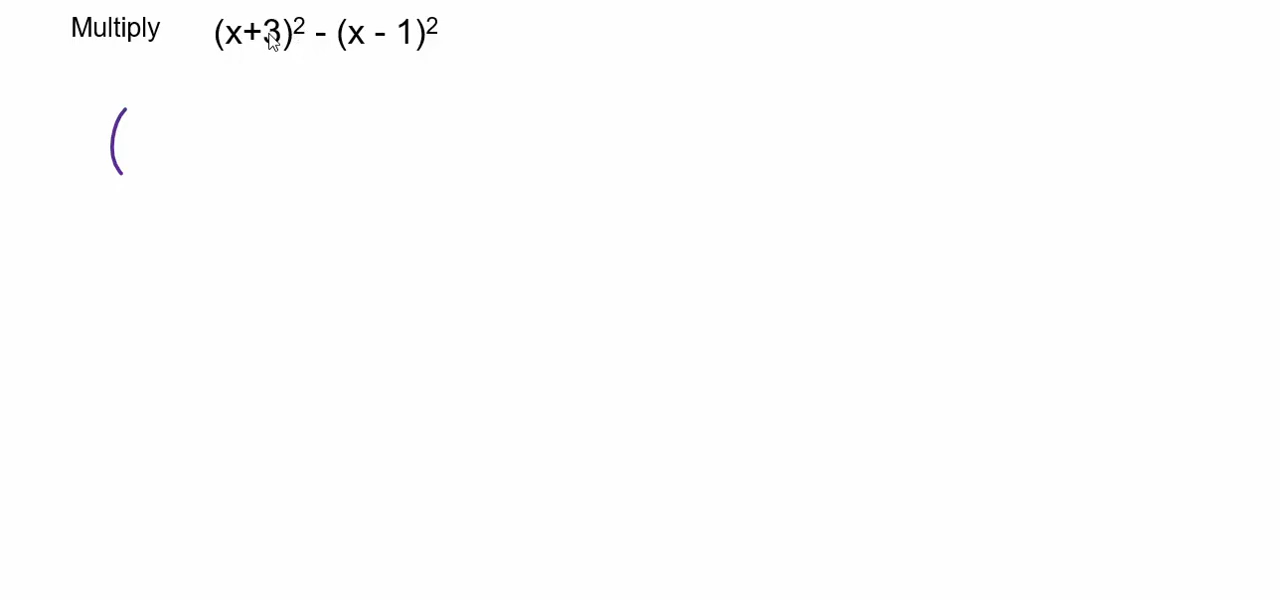 Multiply (x+3)² - (x - 1)²
(